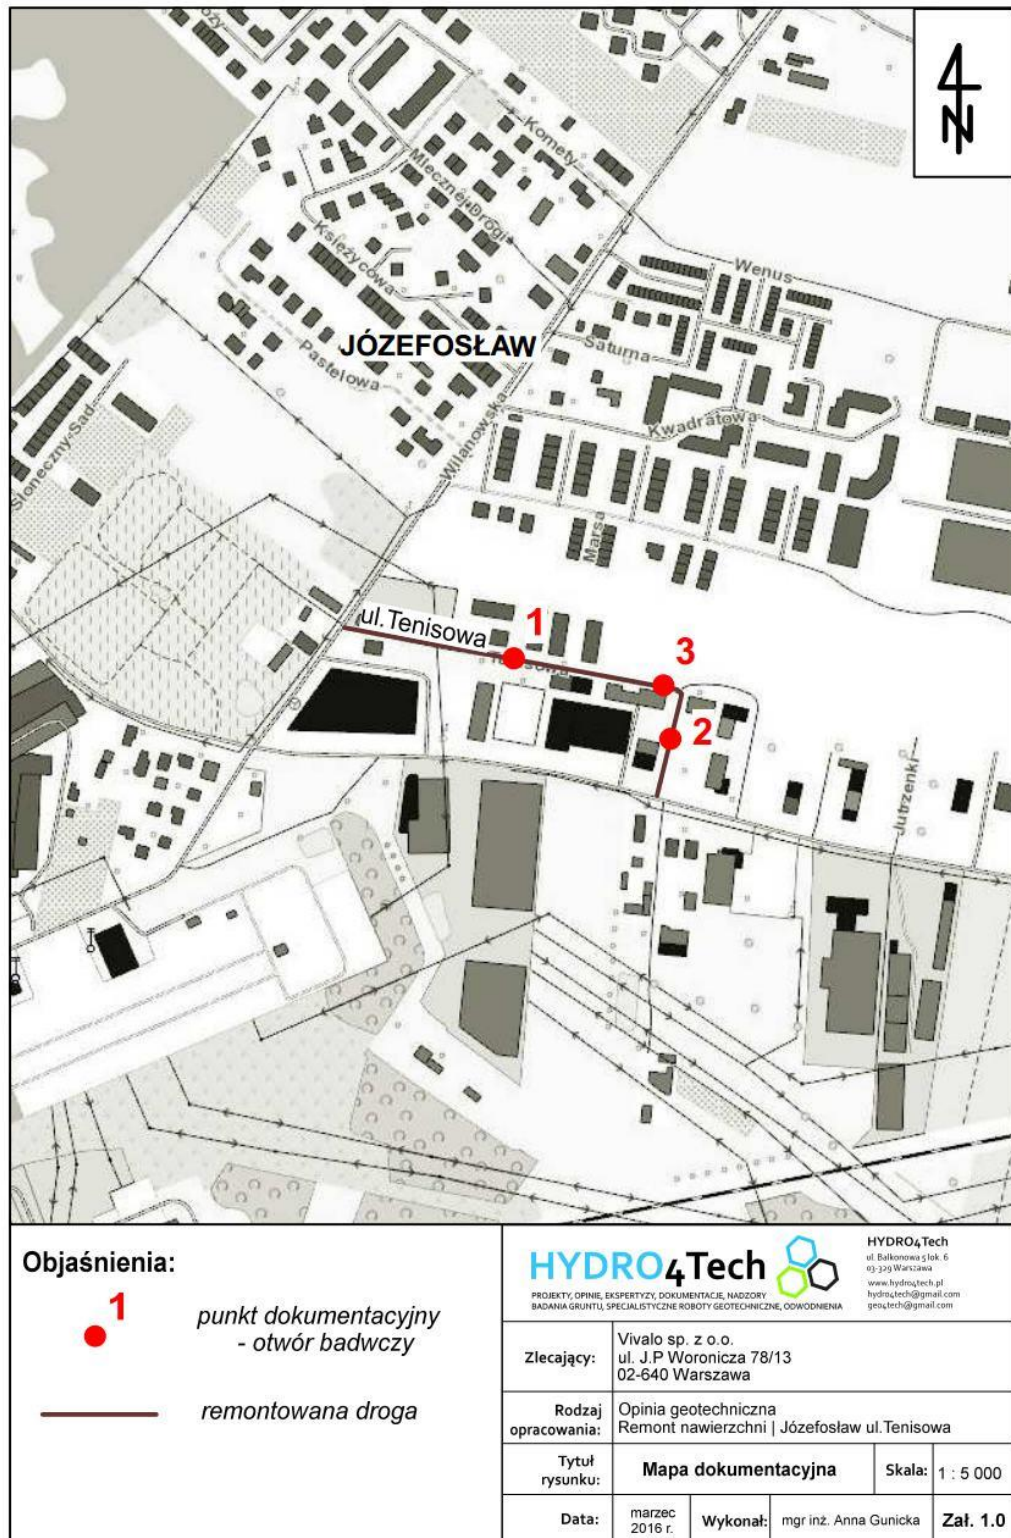 N
Komety
Mlecznej Drogi
Księżycowa
Wenus
JÓZEFOSŁAW
Saturna
Pastelowa
Kwadratowa
Wilanowska
Słoneczny Sad
Marsa
ul.Tenisowa
1
3
2
Jutrzenki
Objaśnienia:
1
punkt dokumentacyjny
- otwór badwczy
remontowana droga
HYDRO4Tech
PROJEKTY, OPINIE, EKSPERTYZY, DOKUMENTACJE, NADZORY
BADANIA GRUNTU, SPECJALISTYCZNE ROBOTY GEOTECHNICZNE, ODWODNIENIA
HYDRO4Tech
ul. Balkonowa 5 lok. 6
03-329 Warszawa
www.hydro4tech.pl
hydro4tech@gmail.com
geo4tech@gmail.com
Zlecający:
Vivalo sp. z o.o.
ul. J.P Woronicza 78/13
02-640 Warszawa
Rodzaj
opracowania:
Opinia geotechniczna
Remont nawierzchni | Józefosław ul.Tenisowa
Tytuł
rysunku:
Mapa dokumentacyjna
Skala:
1 : 5 000
Data:
marzec
2016 r.
Wykonał:
mgr inż. Anna Gunicka
Zał. 1.0